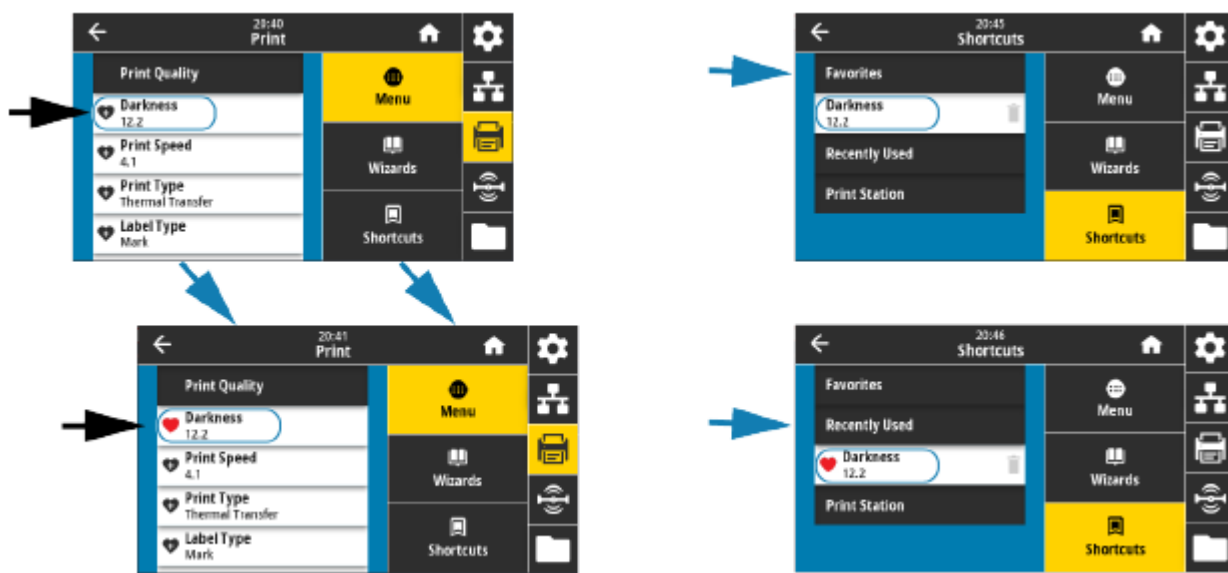 20:40
Print
Print Quality
Darkness
12.2
Print Speed
4.1
Print Type
Thermal Transfer
Label Type
Mark
Menu
Wizards
Shortcuts
20:45
Shortcuts
Favorites
Darkness
12.2
Recently Used
Print Station
Menu
Wizards
Shortcuts
20:41
Print
Print Quality
Darkness
12.2
Print Speed
4.1
Print Type
Thermal Transfer
Label Type
Mark
Menu
Wizards
Shortcuts
20:46
Shortcuts
Favorites
Recently Used
Darkness
12.2
Print Station
Menu
Wizards
Shortcuts